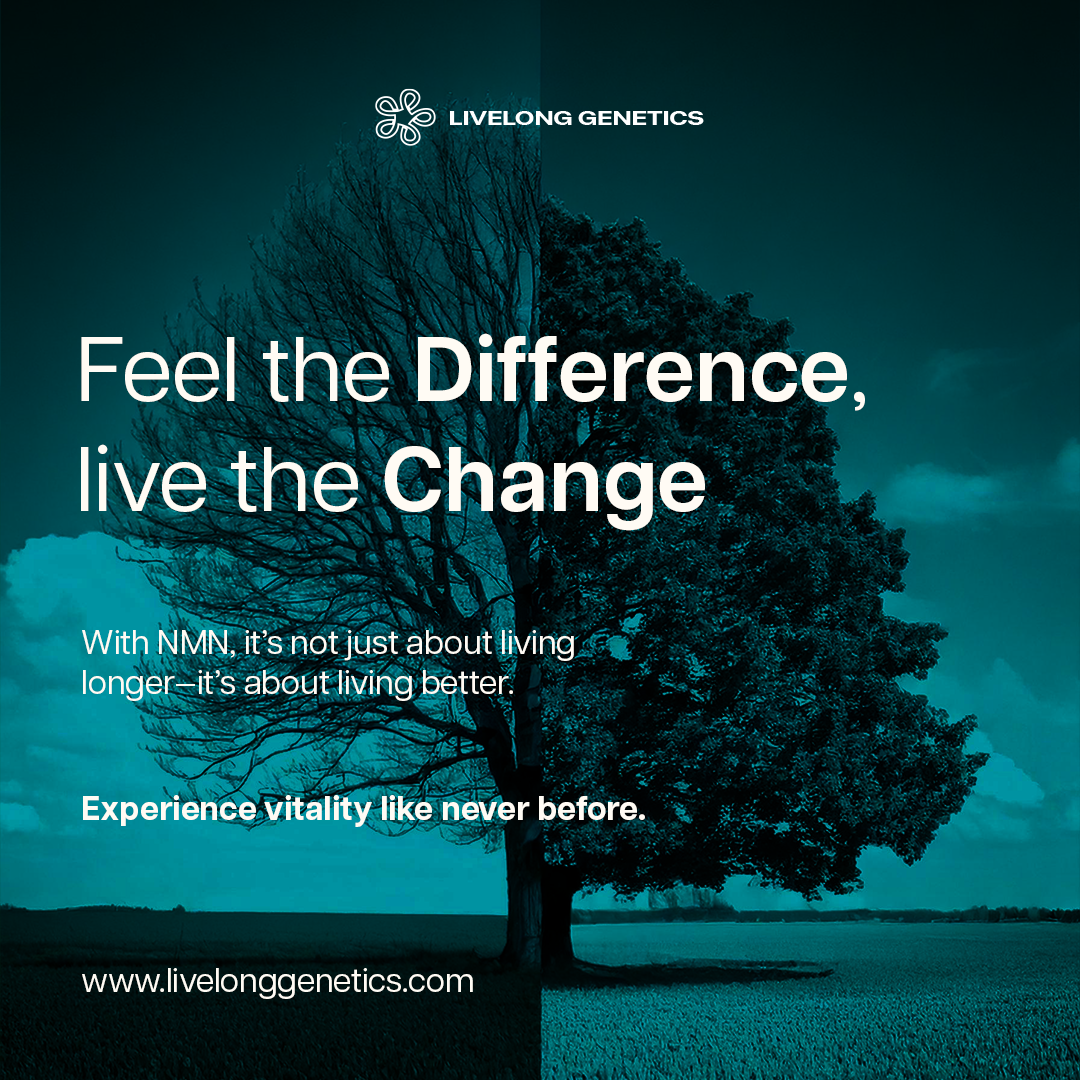 LIVELONG GENETICS
Feel the Difference,
live the Change
With NMN, it’s not just about living
longer—it’s about living better.
Experience vitality like never before.
www.livelonggenetics.com